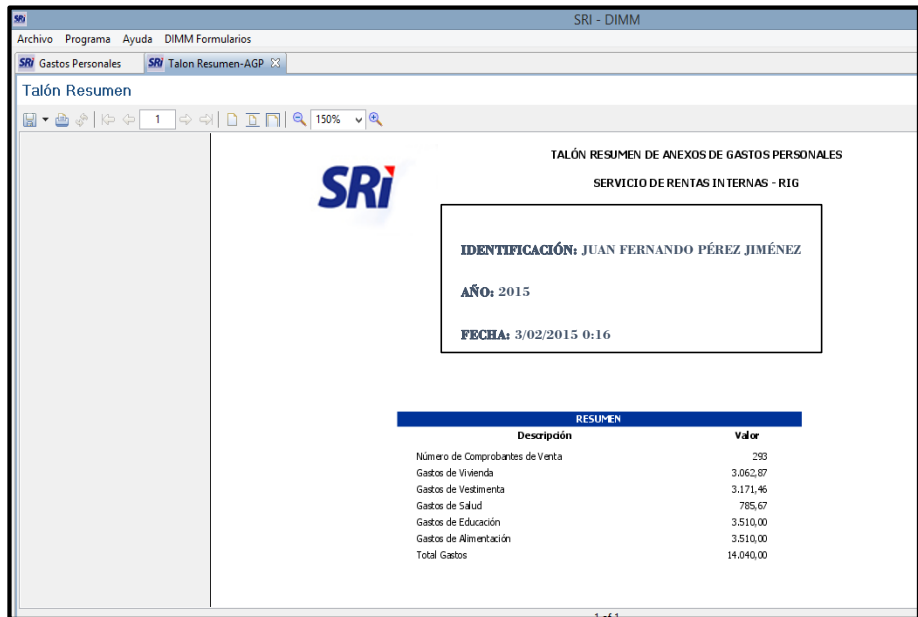 SRi
SRI - DIMM
Archivo Programa Ayuda DIMM Formularios
SRi Gastos Personales SRi Talon Resumen-AGP
Talón Resumen
1 150%
SRi
TALÓN RESUMEN DE ANEXOS DE GASTOS PERSONALES
SERVICIO DE RENTAS INTERNAS - RIG
IDENTIFICACIÓN: JUAN FERNANDO PÉREZ JIMÉNEZ
AÑO: 2015
FECHA: 3/02/2015 0:16
RESUMEN
Descripción Valor
Número de Comprobantes de Venta 293
Gastos de Vivienda 3.062,87
Gastos de Vestimenta 3.171,46
Gastos de Salud 785,67
Gastos de Educación 3.510,00
Gastos de Alimentación 3.510,00
Total Gastos 14.040,00
1 of 1